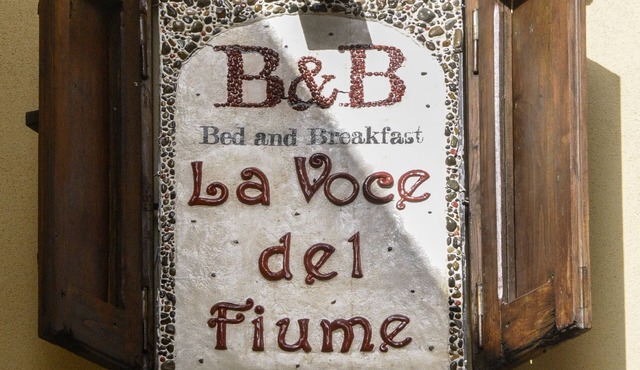 B&B
Bed and Breakfast
La Voce
del
Fiume